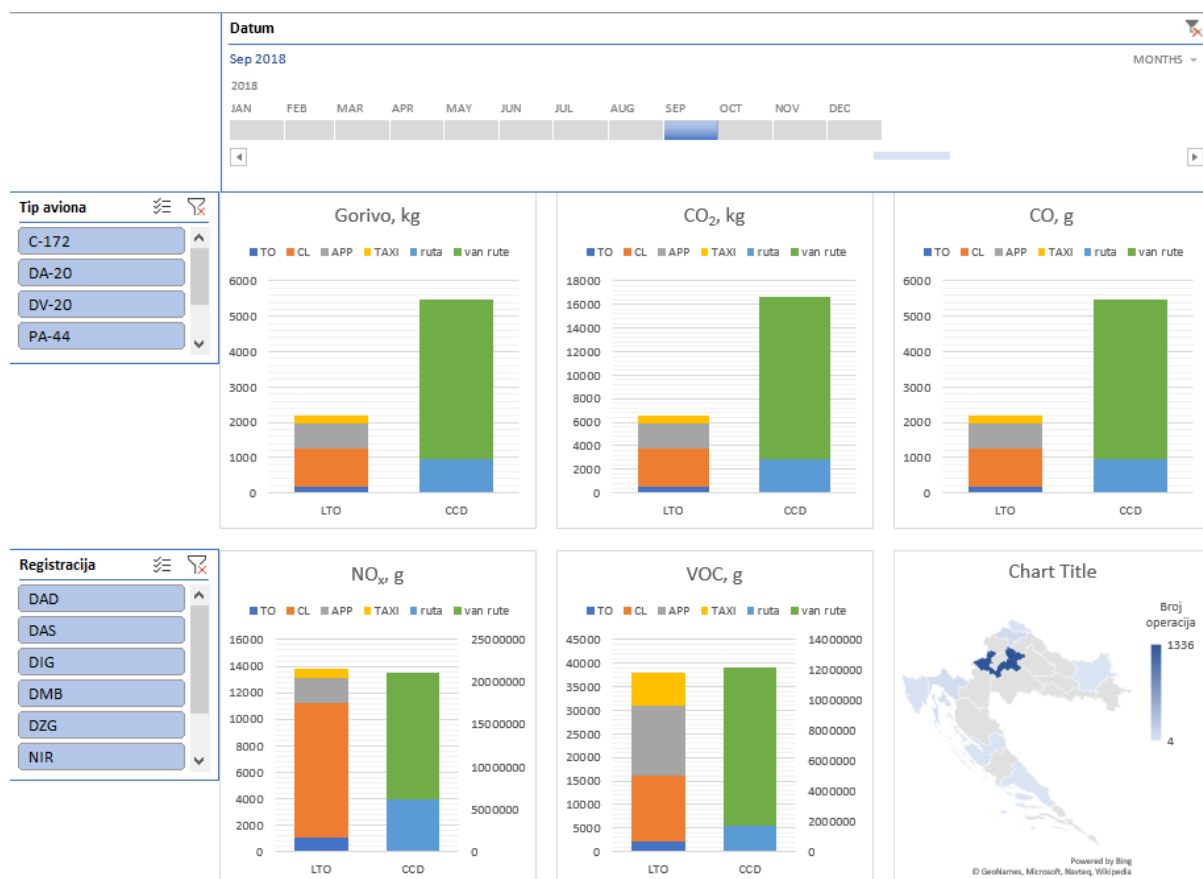 Datum
Sep 2018
MONTHS
2018
JAN FEB MAR APR MAY JUN JUL AUG SEP OCT NOV DEC
Tip aviona
C-172
DA-20
DV-20
PA-44
Gorivo, kg
TO CL APP TAXI ruta van rute
6000
5000
4000
3000
2000
1000
0
LTO CCD
CO₂, kg
TO CL APP TAXI ruta van rute
18000
16000
14000
12000
10000
8000
6000
4000
2000
0
LTO CCD
CO, g
TO CL APP TAXI ruta van rute
6000
5000
4000
3000
2000
1000
0
LTO CCD
Registracija
DAD
DAS
DIG
DMB
DZG
NIR
NOₓ, g
TO CL APP TAXI ruta van rute
16000 25000000
14000
12000 20000000
10000 15000000
8000
6000 10000000
4000 5000000
2000
0 0
LTO CCD
VOC, g
TO CL APP TAXI ruta van rute
45000 14000000
40000 12000000
35000
30000 10000000
25000 8000000
20000 6000000
15000
10000 4000000
5000 2000000
0 0
LTO CCD
Chart Title
Broj
operacija
1336
4
Powered by Bing
© GeoNames, Microsoft, Navteq, Wikipedia